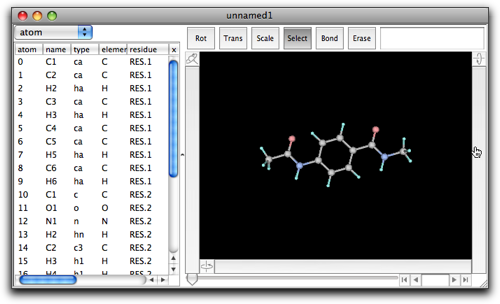 unnamed1
atom
Rot Trans Scale Select Bond Erase
atom name type elemen residue x
0 C1 ca C RES.1
1 C2 ca C RES.1
2 H2 ha H RES.1
3 C3 ca C RES.1
4 H3 ha H RES.1
5 C4 ca C RES.1
6 C5 ca C RES.1
7 H5 ha H RES.1
8 C6 ca C RES.1
9 H6 ha H RES.1
10 C1 c C RES.2
11 O1 o O RES.2
12 N1 n N RES.2
13 H2 hn H RES.2
14 C2 c3 C RES.2
15 H3 h1 H RES.2
16 H4 h1 H RES.2